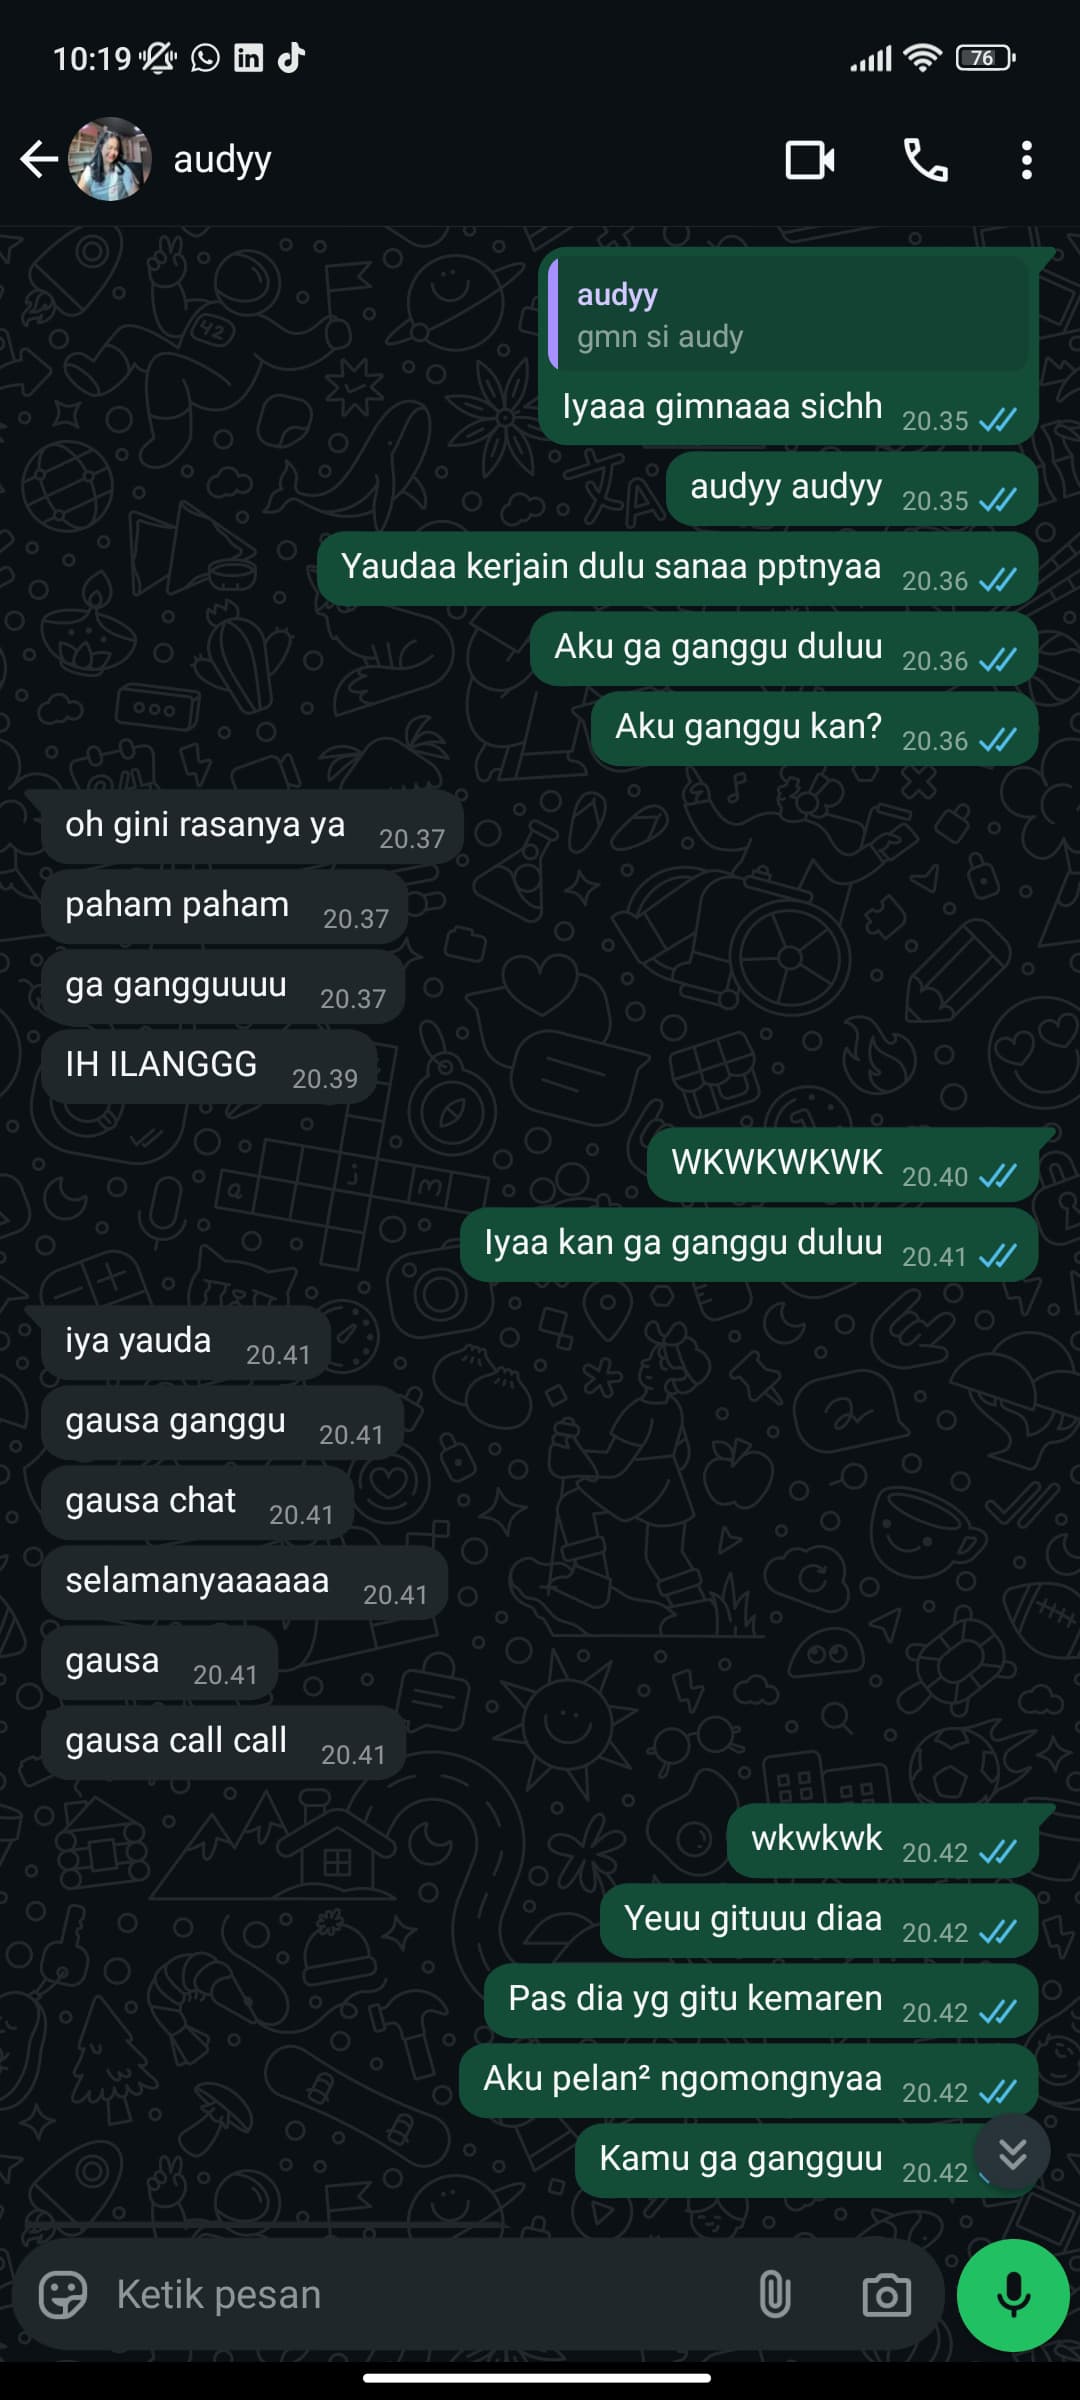 10:19
76
audyy
audyy
gmn si audy
Iyaaa gimnaaa sichh 20.35
audyy audyy 20.35
Yaudaa kerjain dulu sanaa pptnyaa 20.36
Aku ga ganggu duluu 20.36
Aku ganggu kan? 20.36
oh gini rasanya ya 20.37
paham paham 20.37
ga gangguuuu 20.37
IH ILANGGG 20.39
WKWKWKWK 20.40
Iyaa kan ga ganggu duluu 20.41
iya yauda 20.41
gausa ganggu 20.41
gausa chat 20.41
selamanyaaaaaa 20.41
gausa 20.41
gausa call call 20.41
wkwkwk 20.42
Yeuu gituuu diaa 20.42
Pas dia yg gitu kemaren 20.42
Aku pelan² ngomongnyaa 20.42
Kamu ga gangguu 20.42
Ketik pesan